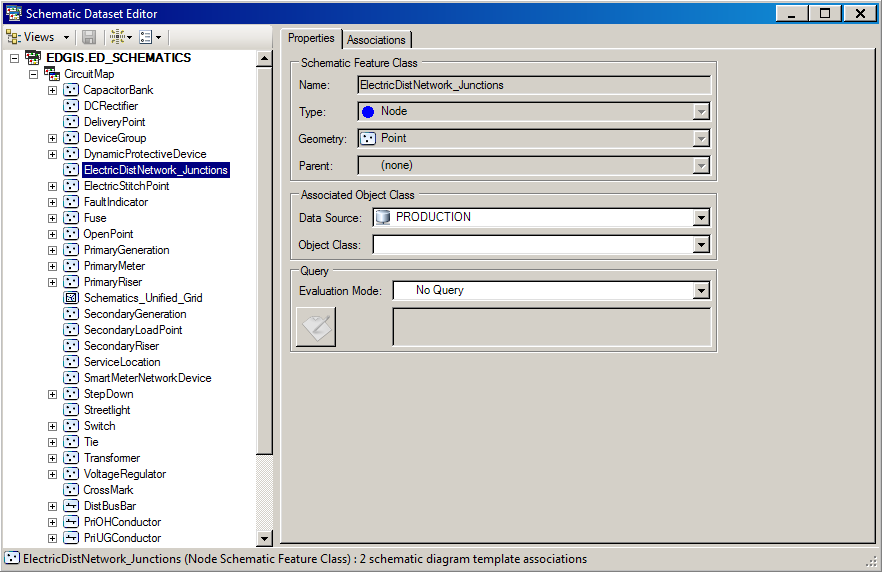 Schematic Dataset Editor
Views
EDGIS.ED_SCHEMATICS
CircuitMap
CapacitorBank
DCRectifier
DeliveryPoint
DeviceGroup
DynamicProtectiveDevice
ElectricDistNetwork_Junctions
ElectricStitchPoint
FaultIndicator
Fuse
OpenPoint
PrimaryGeneration
PrimaryMeter
PrimaryRiser
Schematics_Unified_Grid
SecondaryGeneration
SecondaryLoadPoint
SecondaryRiser
ServiceLocation
SmartMeterNetworkDevice
StepDown
Streetlight
Switch
Tie
Transformer
VoltageRegulator
CrossMark
DistBusBar
PriOHConductor
PriUGConductor
Properties Associations
Schematic Feature Class
Name: ElectricDistNetwork_Junctions
Type: Node
Geometry: Point
Parent: (none)
Associated Object Class
Data Source: PRODUCTION
Object Class:
Query
Evaluation Mode: No Query
ElectricDistNetwork_Junctions (Node Schematic Feature Class) : 2 schematic diagram template associations